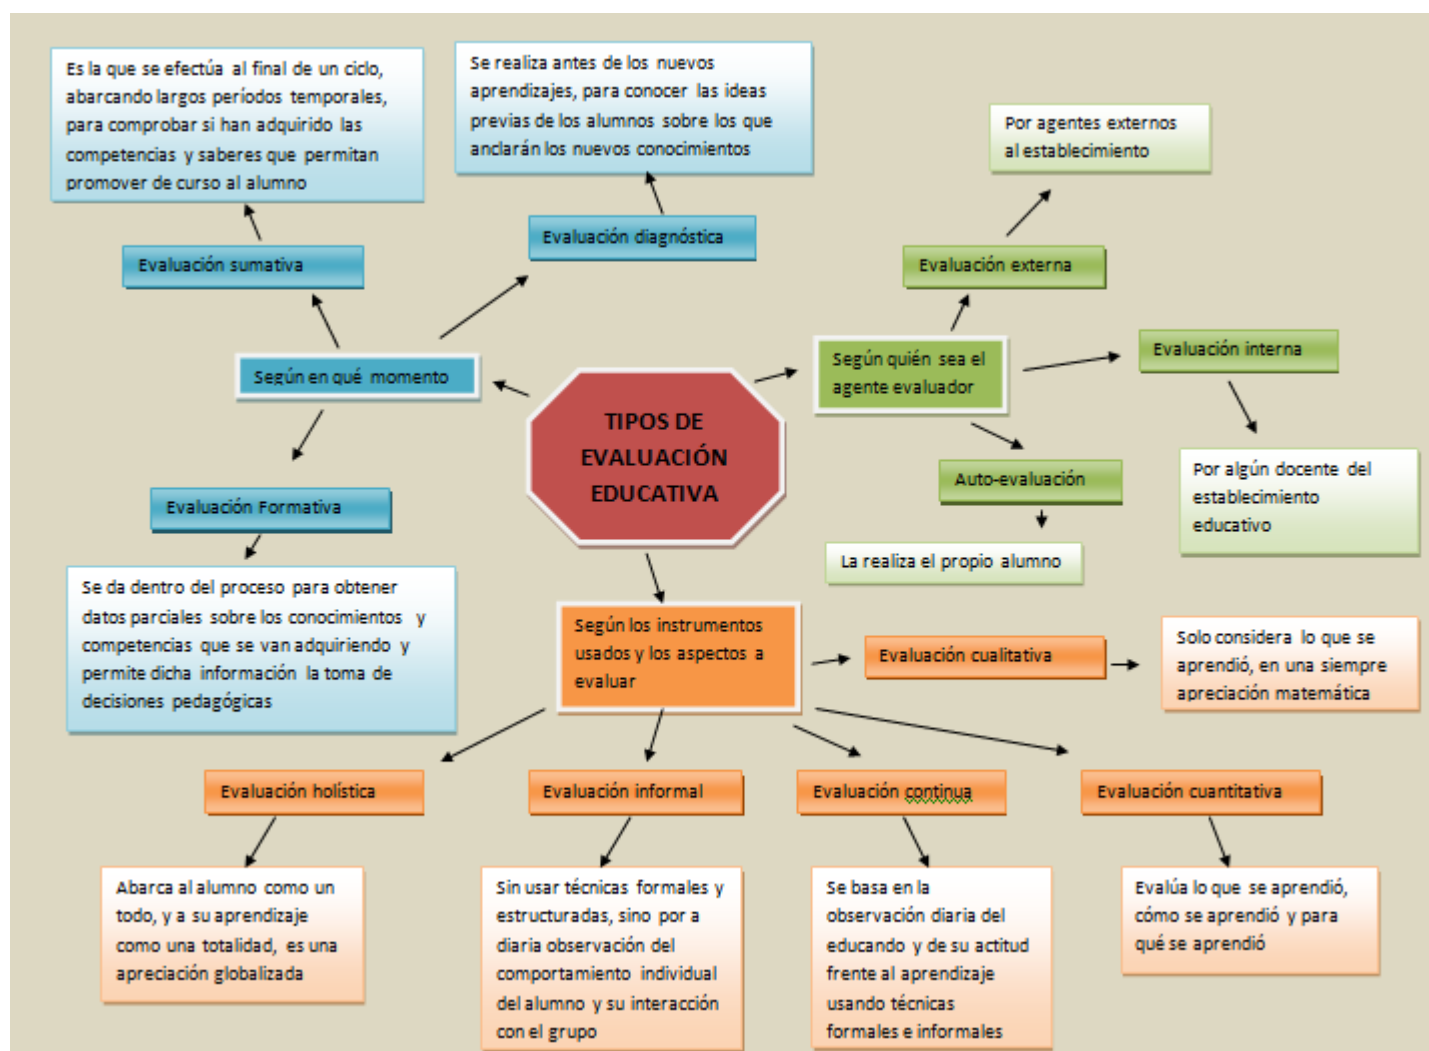 Es la que se efectúa al final de un ciclo,
abarcando largos períodos temporales,
para comprobar si han adquirido las
competencias y saberes que permitan
promover de curso al alumno
Se realiza antes de los nuevos
aprendizajes, para conocer las ideas
previas de los alumnos sobre los que
anclarán los nuevos conocimientos
Por agentes externos
al establecimiento
Evaluación sumativa
Evaluación diagnóstica
Evaluación externa
Según en qué momento
Según quién sea el
agente evaluador
Evaluación interna
TIPOS DE
EVALUACIÓN
EDUCATIVA
Auto-evaluación
Por algún docente del
establecimiento
educativo
Evaluación Formativa
La realiza el propio alumno
Se da dentro del proceso para obtener
datos parciales sobre los conocimientos y
competencias que se van adquiriendo y
permite dicha información la toma de
decisiones pedagógicas
Según los instrumentos
usados y los aspectos a
evaluar
Evaluación cualitativa
Solo considera lo que se
aprendió, en una siempre
apreciación matemática
Evaluación holística
Evaluación informal
Evaluación continua
Evaluación cuantitativa
Abarca al alumno como un
todo, y a su aprendizaje
como una totalidad, es una
apreciación globalizada
Sin usar técnicas formales y
estructuradas, sino por a
diaria observación del
comportamiento individual
del alumno y su interacción
con el grupo
Se basa en la
observación diaria del
educando y de su actitud
frente al aprendizaje
usando técnicas
formales e informales
Evalúa lo que se aprendió,
cómo se aprendió y para
qué se aprendió